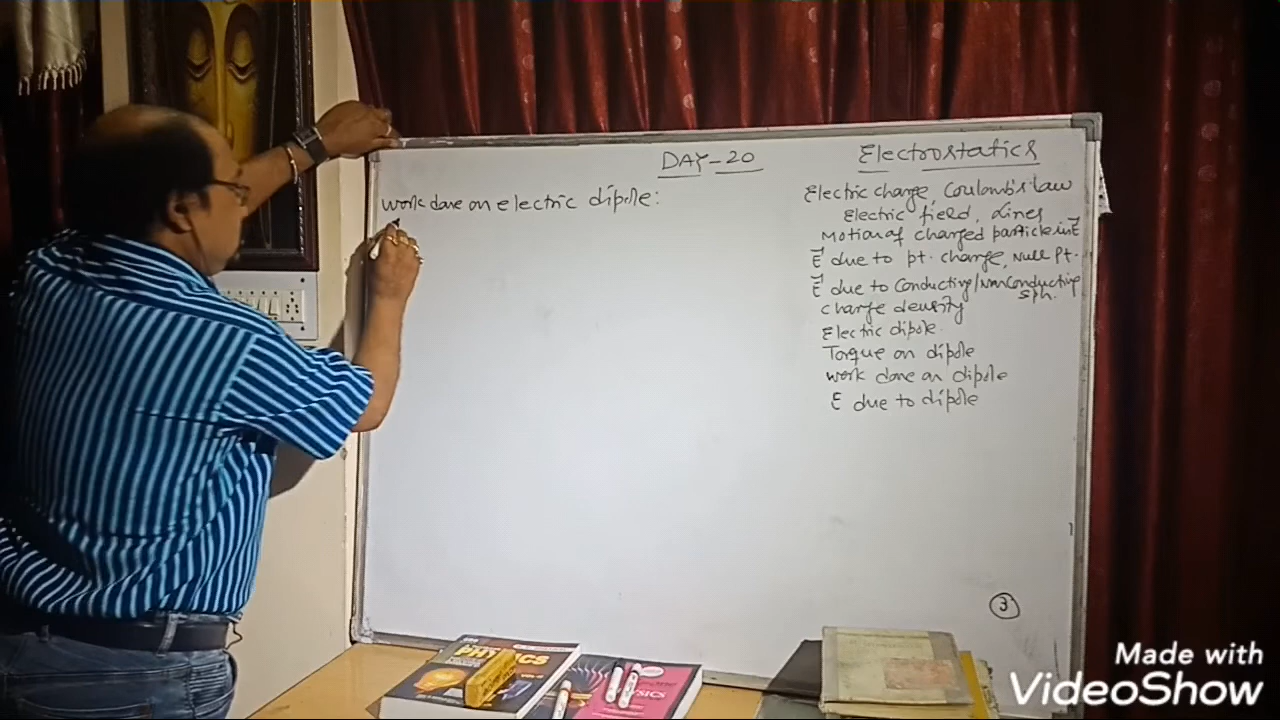 DAY-20
Electrostatics
work done on electric dipole:
Electric charge, Coulomb's law
Electric field, Lines
Motion of charged particle in E⃗
E⃗ due to pt. charge, Null Pt.
E⃗ due to Conducting/Nonconducting
Sph.
charge density
Electric dipole.
Torque on dipole
work done on dipole
E due to dipole
3
PHYSICS
PHYSICS
Made with
VideoShow